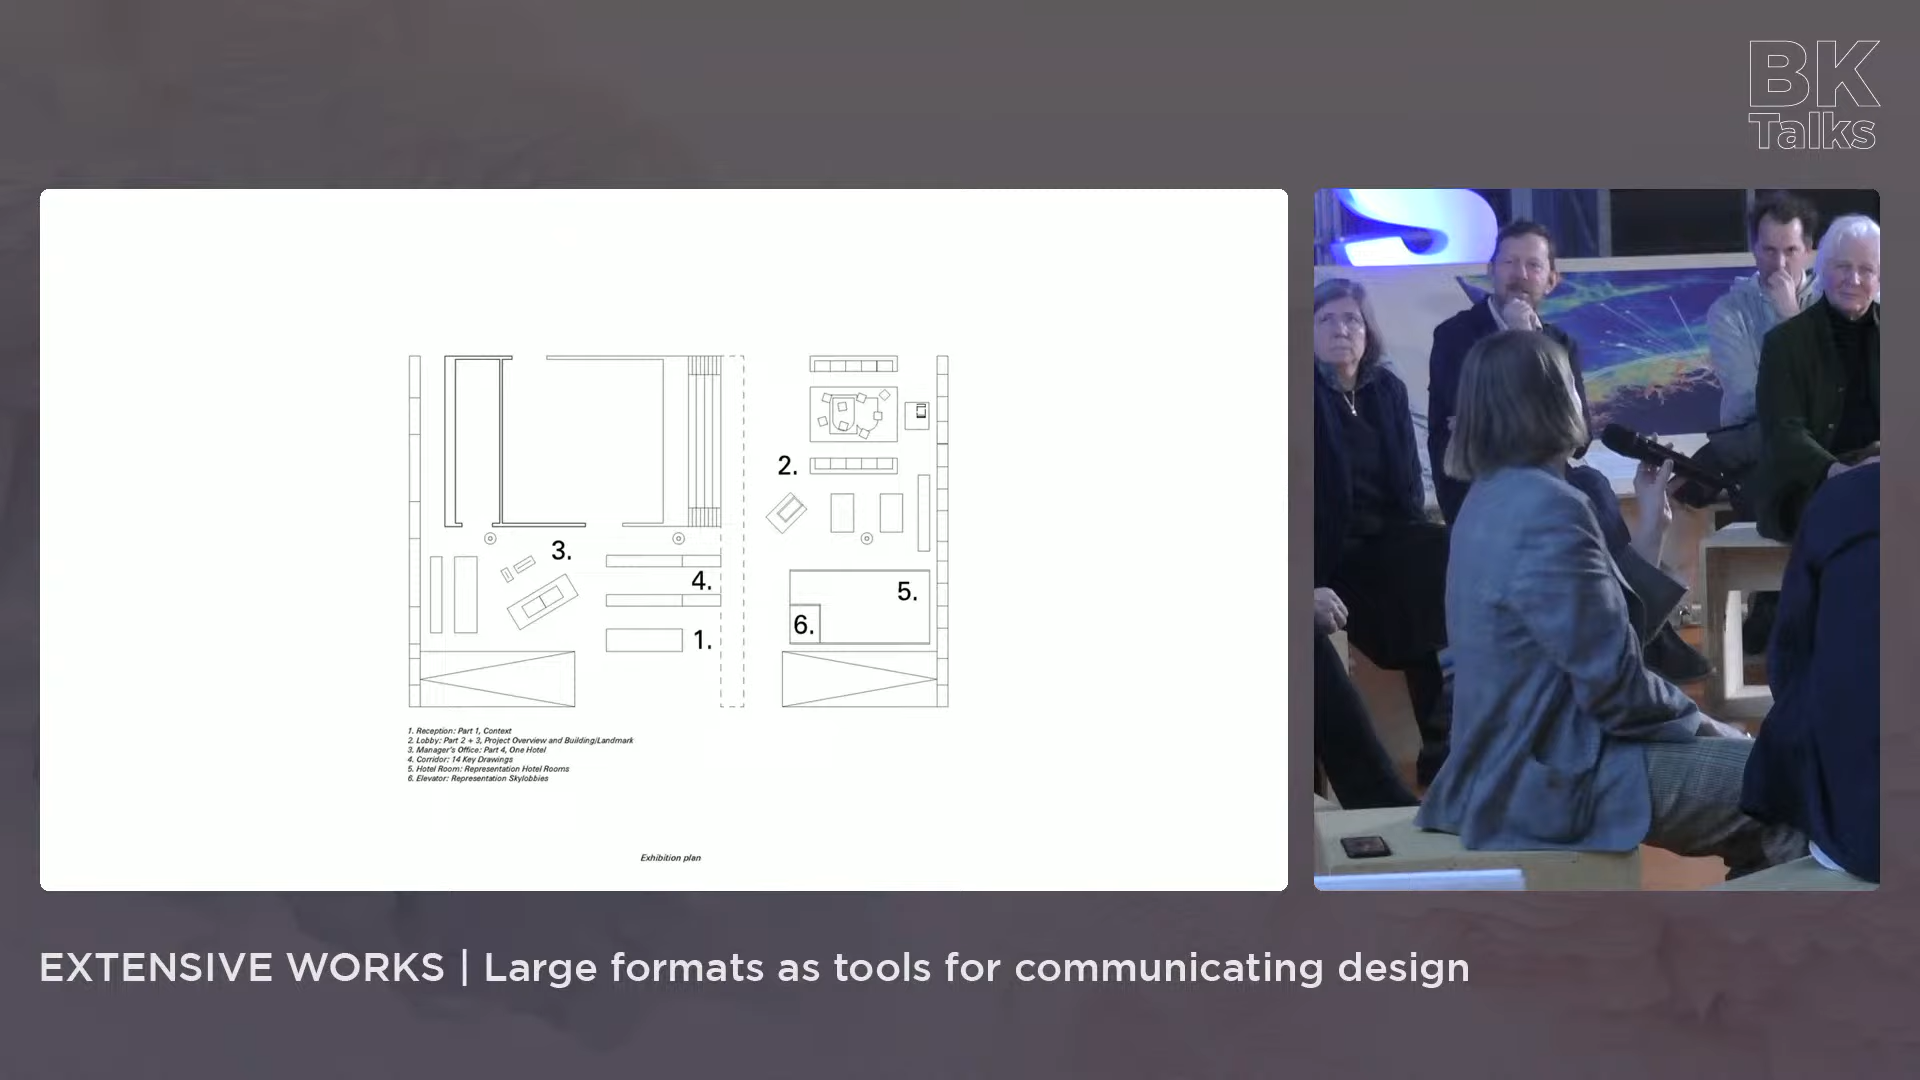 BK
Talks
2.
3.
4.
5.
6.
1.
1. Reception: Part 1, Context
2. Lobby: Part 2 + 3, Project Overview and Building/Landmark
3. Manager's Office: Part 4, One Hotel
4. Corridor: 14 Key Drawings
5. Hotel Room: Representation Hotel Rooms
6. Elevator: Representation Skylobbies
Exhibition plan
EXTENSIVE WORKS | Large formats as tools for communicating design